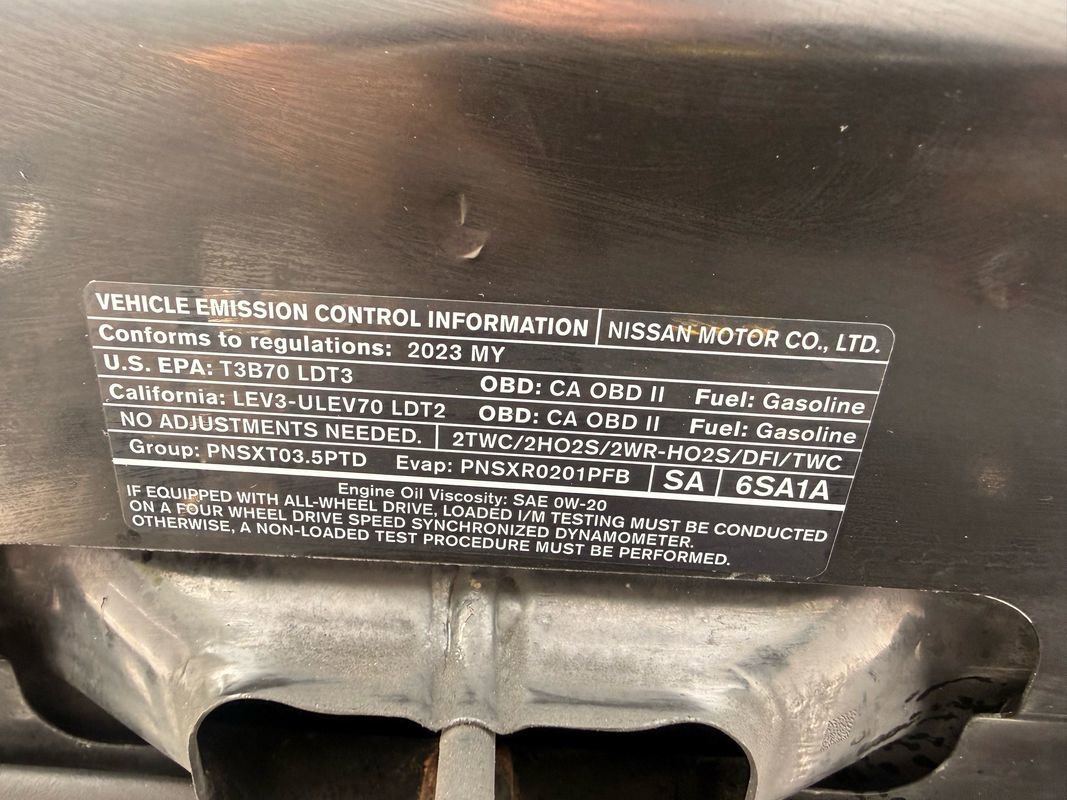 VEHICLE EMISSION CONTROL INFORMATION NISSAN MOTOR CO., LTD.
Conforms to regulations: 2023 MY
U.S. EPA: T3B70 LDT3 OBD: CA OBD II Fuel: Gasoline
California: LEV3-ULEV70 LDT2 OBD: CA OBD II Fuel: Gasoline
NO ADJUSTMENTS NEEDED. 2TWC/2HO2S/2WR-HO2S/DFI/TWC
Group: PNSXT03.5PTD Evap: PNSXR0201PFB SA 6SA1A
Engine Oil Viscosity: SAE 0W-20
IF EQUIPPED WITH ALL-WHEEL DRIVE, LOADED I/M TESTING MUST BE CONDUCTED
ON A FOUR WHEEL DRIVE SPEED SYNCHRONIZED DYNAMOMETER.
OTHERWISE, A NON-LOADED TEST PROCEDURE MUST BE PERFORMED.